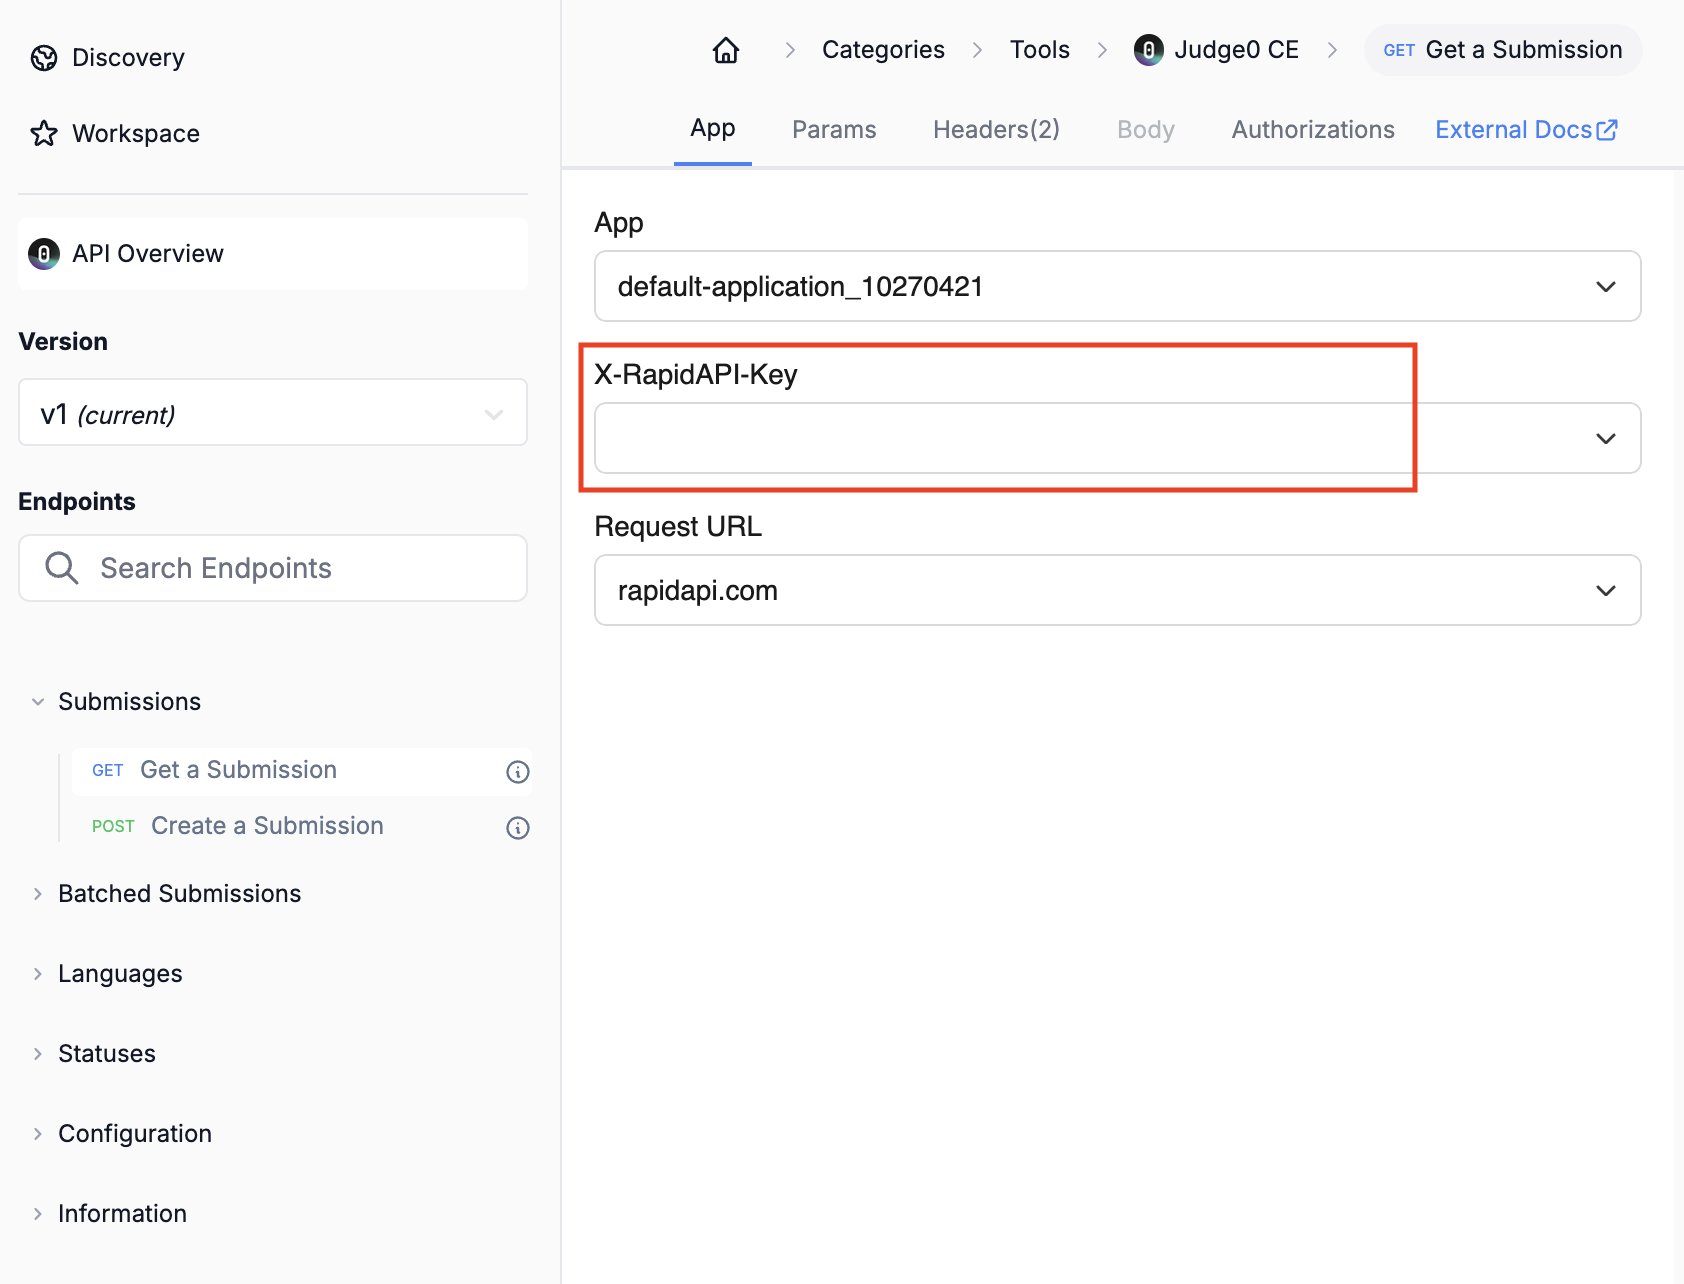 Discovery
Workspace
API Overview
Version
v1 (current)
Endpoints
Search Endpoints
Submissions
GET Get a Submission
POST Create a Submission
Batched Submissions
Languages
Statuses
Configuration
Information
Categories > Tools > Judge0 CE > GET Get a Submission
App Params Headers(2) Body Authorizations External Docs
App
default-application_10270421
X-RapidAPI-Key
Request URL
rapidapi.com